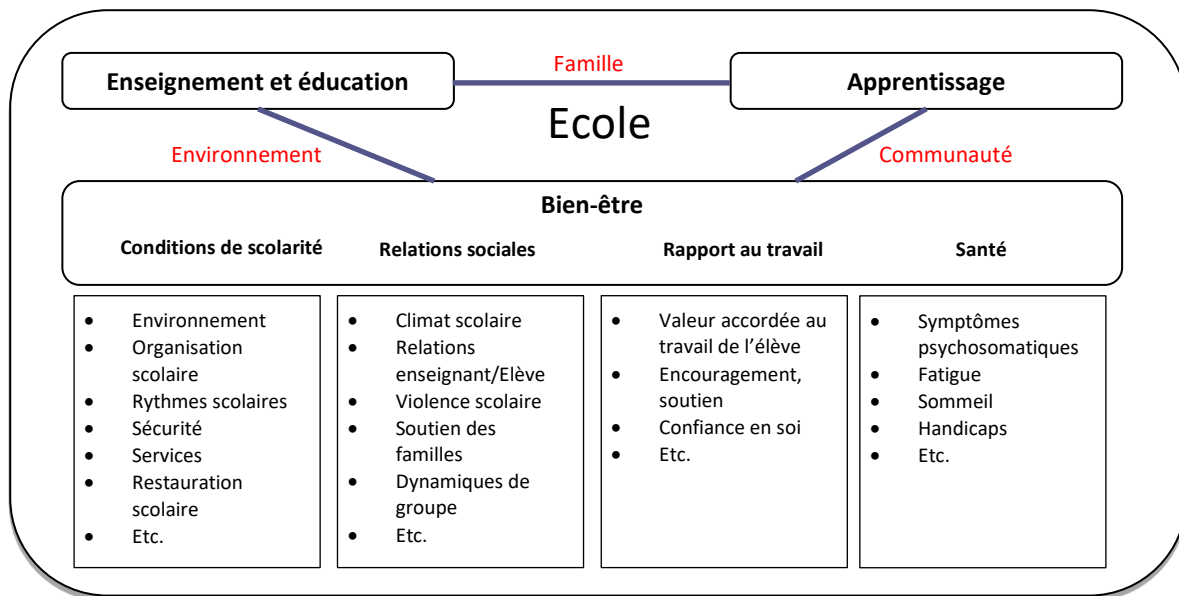 Famille
Enseignement et éducation
Apprentissage
Ecole
Environnement
Communauté
Bien-être
Conditions de scolarité
Relations sociales
Rapport au travail
Santé
• Environnement
• Organisation
scolaire
• Rythmes scolaires
• Sécurité
• Services
• Restauration
scolaire
• Etc.
• Climat scolaire
• Relations
enseignant/Elève
• Violence scolaire
• Soutien des
familles
• Dynamiques de
groupe
• Etc.
• Valeur accordée au
travail de l’élève
• Encouragement,
soutien
• Confiance en soi
• Etc.
• Symptômes
psychosomatiques
• Fatigue
• Sommeil
• Handicaps
• Etc.